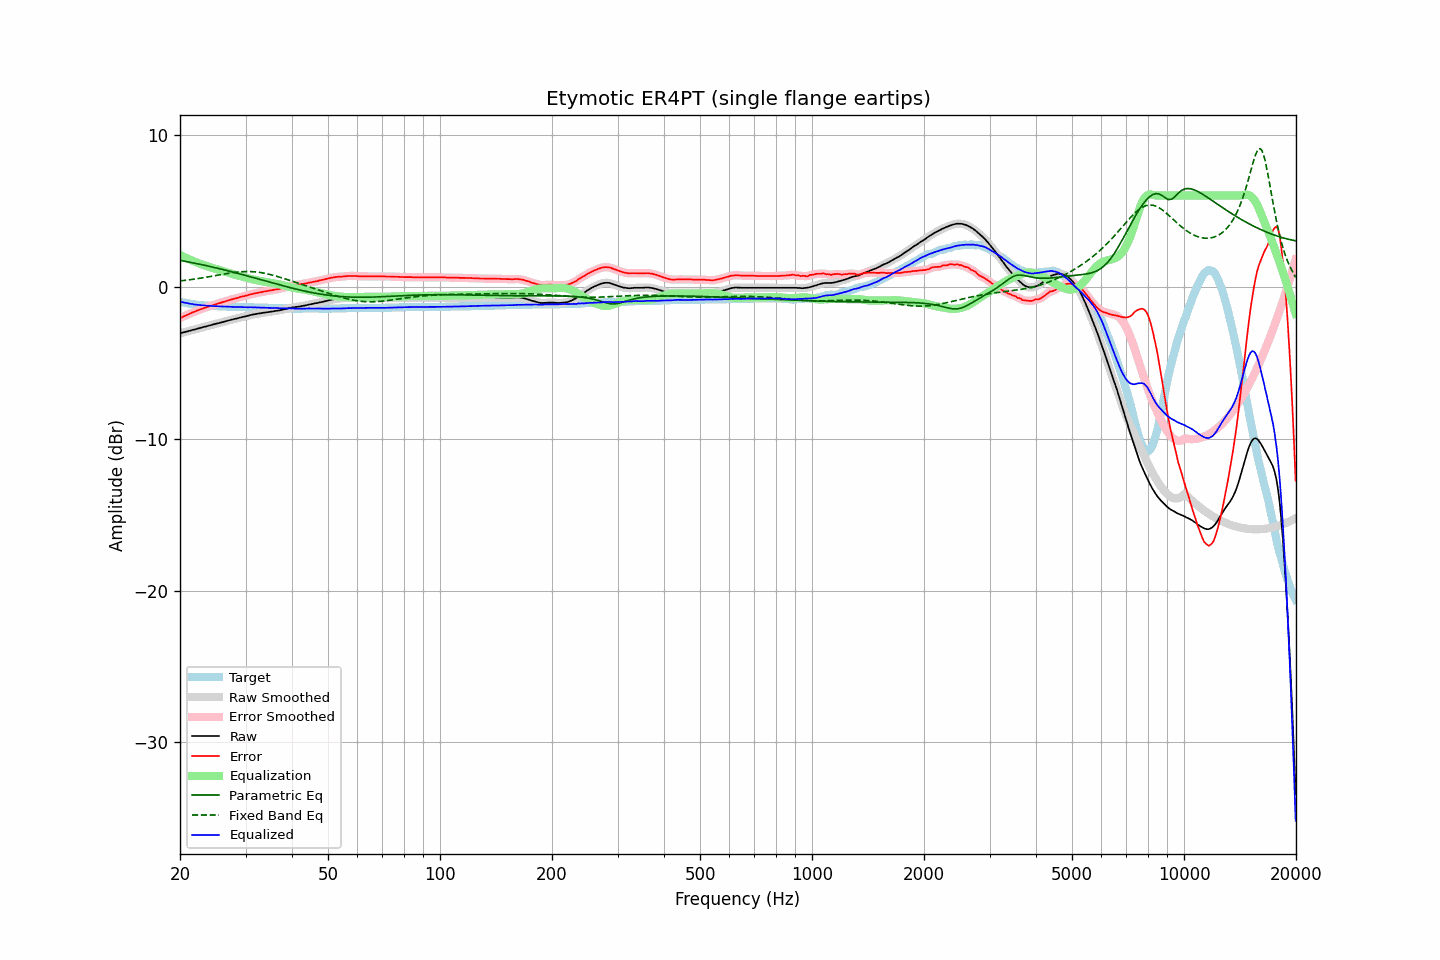 Etymotic ER4PT (single flange eartips)
10
0
−10
−20
−30
Amplitude (dBr)
Target
Raw Smoothed
Error Smoothed
Raw
Error
Equalization
Parametric Eq
Fixed Band Eq
Equalized
20 50 100 200 500 1000 2000 5000 10000 20000
Frequency (Hz)